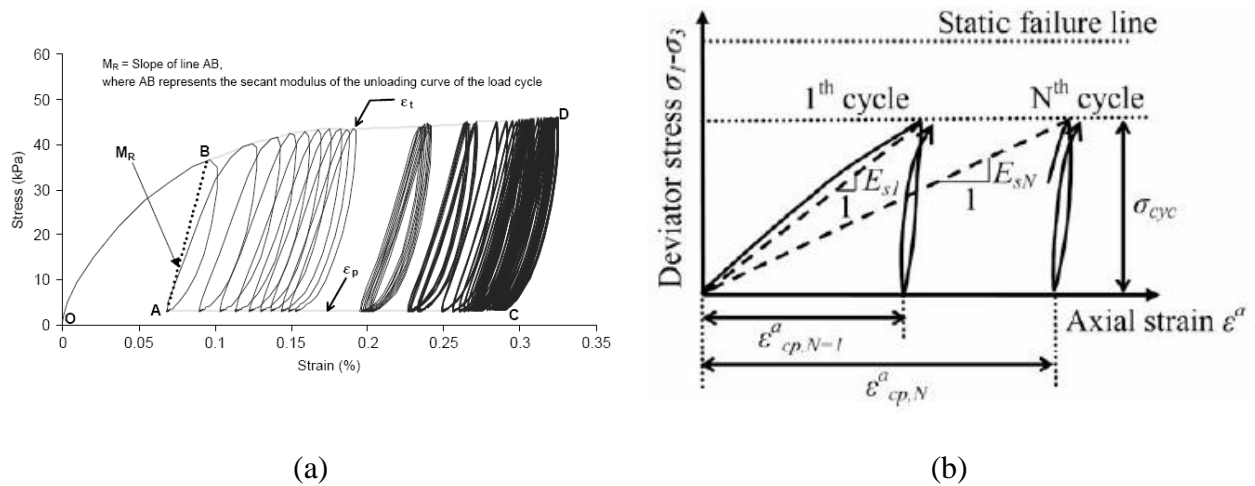 M_R = Slope of line AB,
where AB represents the secant modulus of the unloading curve of the load cycle
60
50
40
30
20
10
0
Stress (kPa)
O
A
B
C
D
M_R
ε_t
ε_p
0
0.05
0.1
0.15
0.2
0.25
0.3
0.35
Strain (%)
(a)
b)
Static failure line
1^th cycle
N^th cycle
Deviator stress σ_1-σ_3
E_s1
1
E_sN
1
σ_cyc
Axial strain ε^a
ε^a_cp,N=1
ε^a_cp,N
(b)